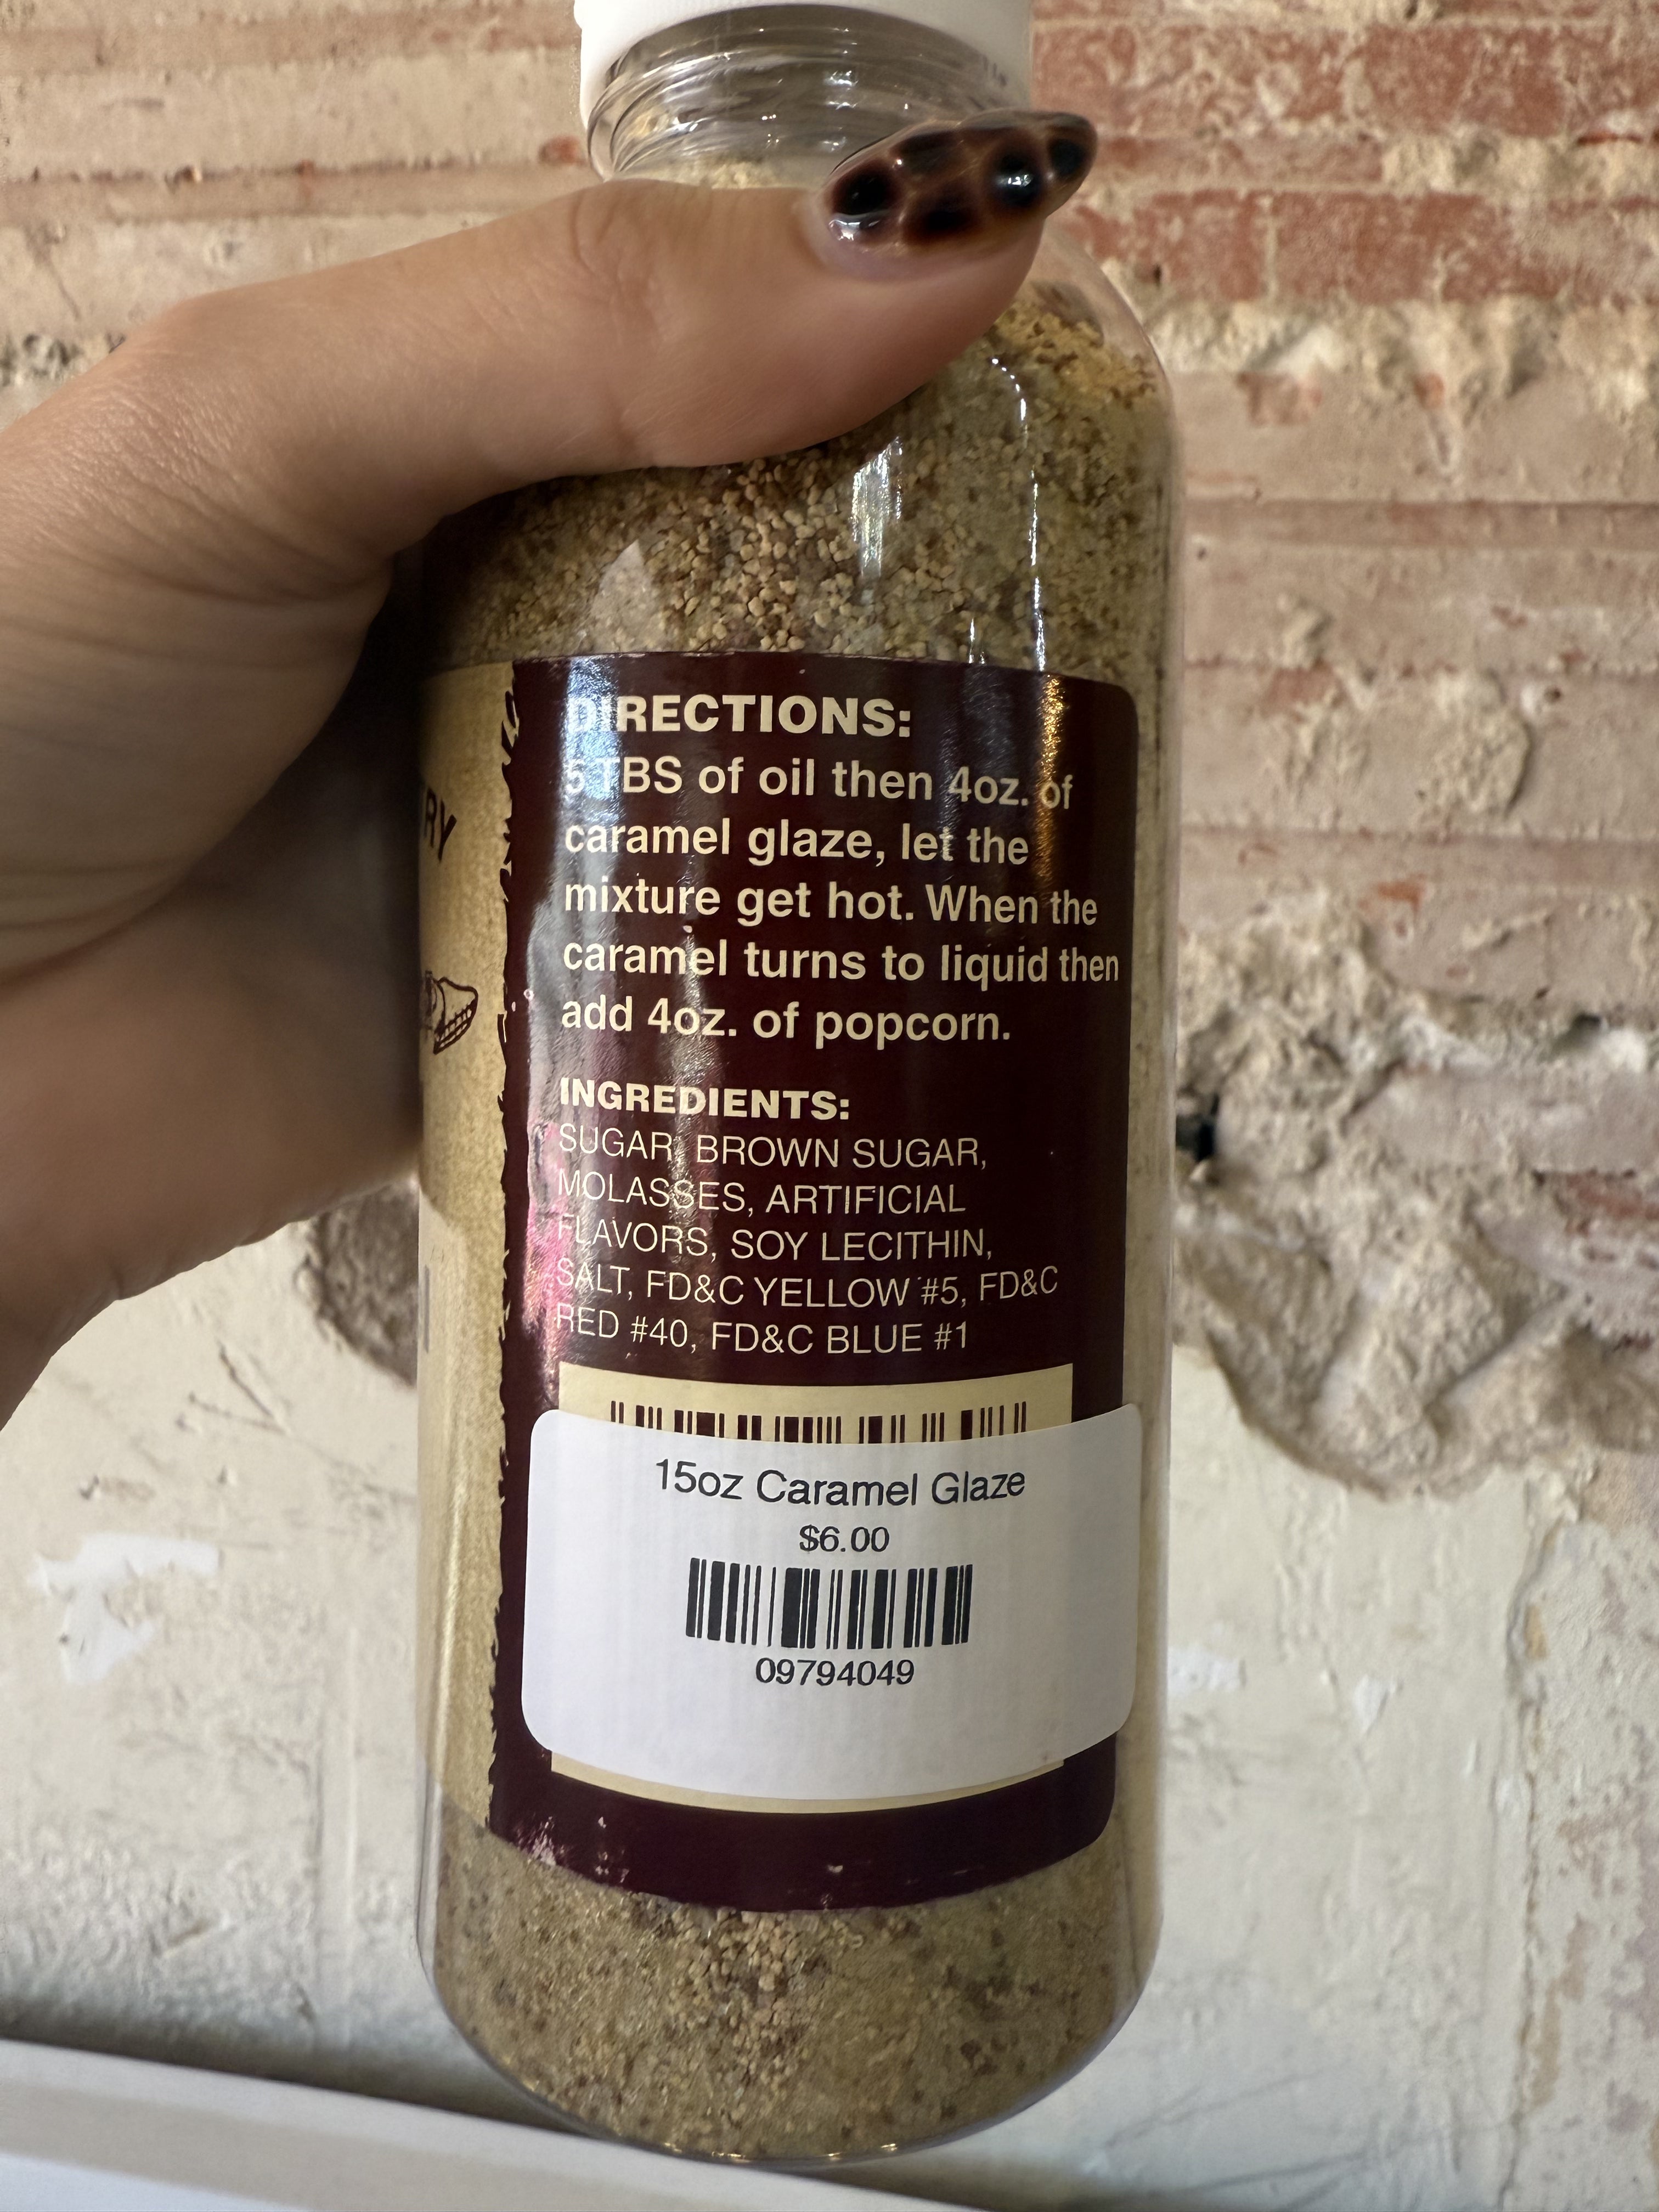 DIRECTIONS:
5 TBS of oil then 4oz. of
caramel glaze, let the
mixture get hot. When the
caramel turns to liquid then
add 4oz. of popcorn.
INGREDIENTS:
SUGAR, BROWN SUGAR,
MOLASSES, ARTIFICIAL
FLAVORS, SOY LECITHIN,
SALT, FD&C YELLOW #5, FD&C
RED #40, FD&C BLUE #1
15oz Caramel Glaze
$6.00
09794049
RY